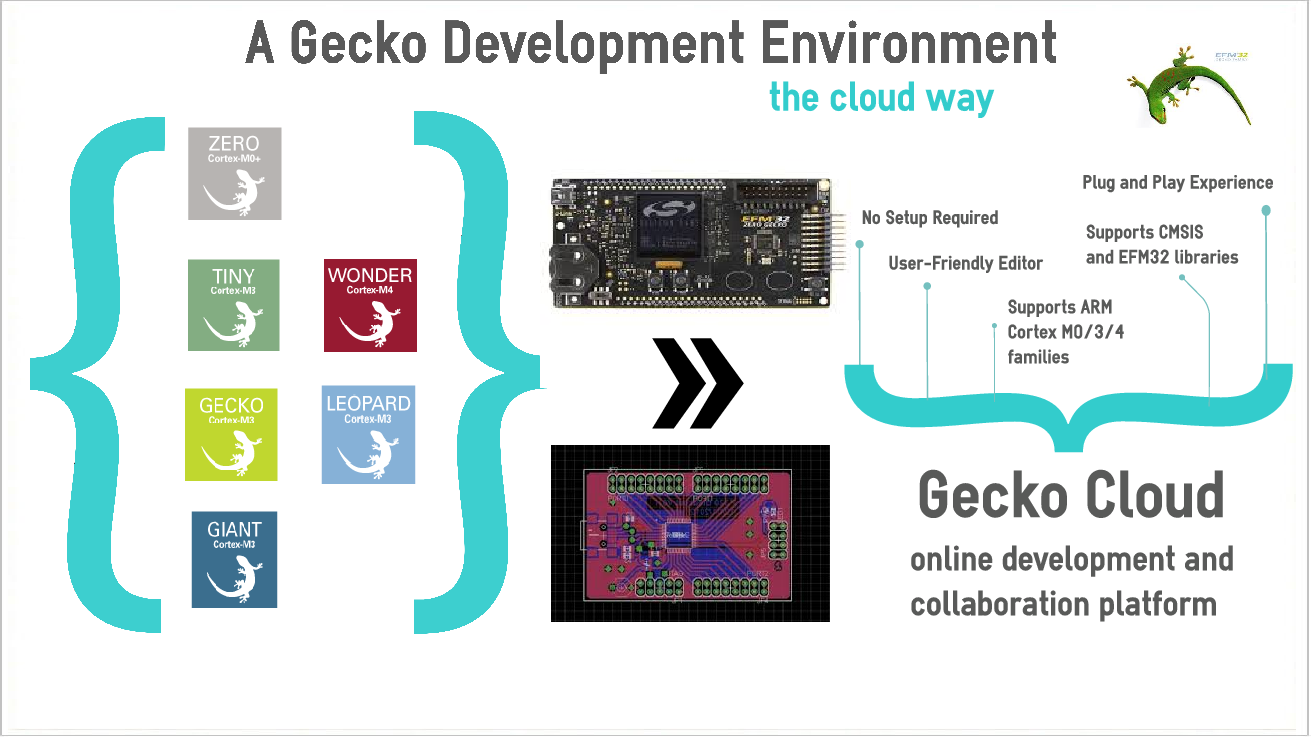 A Gecko Development Environment
the cloud way
EFM32
ZERO
Cortex-M0+
TINY
Cortex-M3
WONDER
Cortex-M4
GECKO
Cortex-M3
LEOPARD
Cortex-M3
GIANT
Cortex-M3
EFM32
ZERO GECKO
No Setup Required
User-Friendly Editor
Supports ARM
Cortex M0/3/4
families
Supports CMSIS
and EFM32 libraries
Plug and Play Experience
Gecko Cloud
online development and
collaboration platform